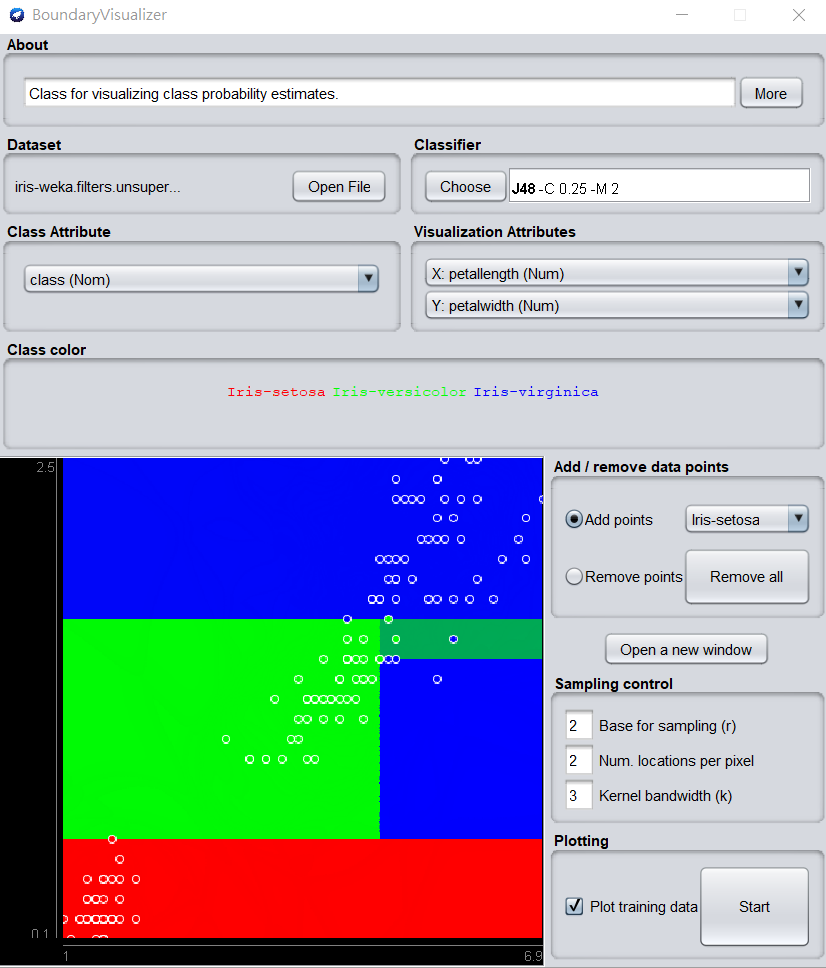 BoundaryVisualizer
About
Class for visualizing class probability estimates.
More
Dataset
Classifier
iris-weka.filters.unsuper...
Open File
Choose
J48 -C 0.25 -M 2
Class Attribute
Visualization Attributes
class (Nom)
X: petallength (Num)
Y: petalwidth (Num)
Class color
Iris-setosa Iris-versicolor Iris-virginica
2.5
0.1
1
6.9
Add / remove data points
Add points
Iris-setosa
Remove points
Remove all
Open a new window
Sampling control
2 Base for sampling (r)
2 Num. locations per pixel
3 Kernel bandwidth (k)
Plotting
Plot training data
Start